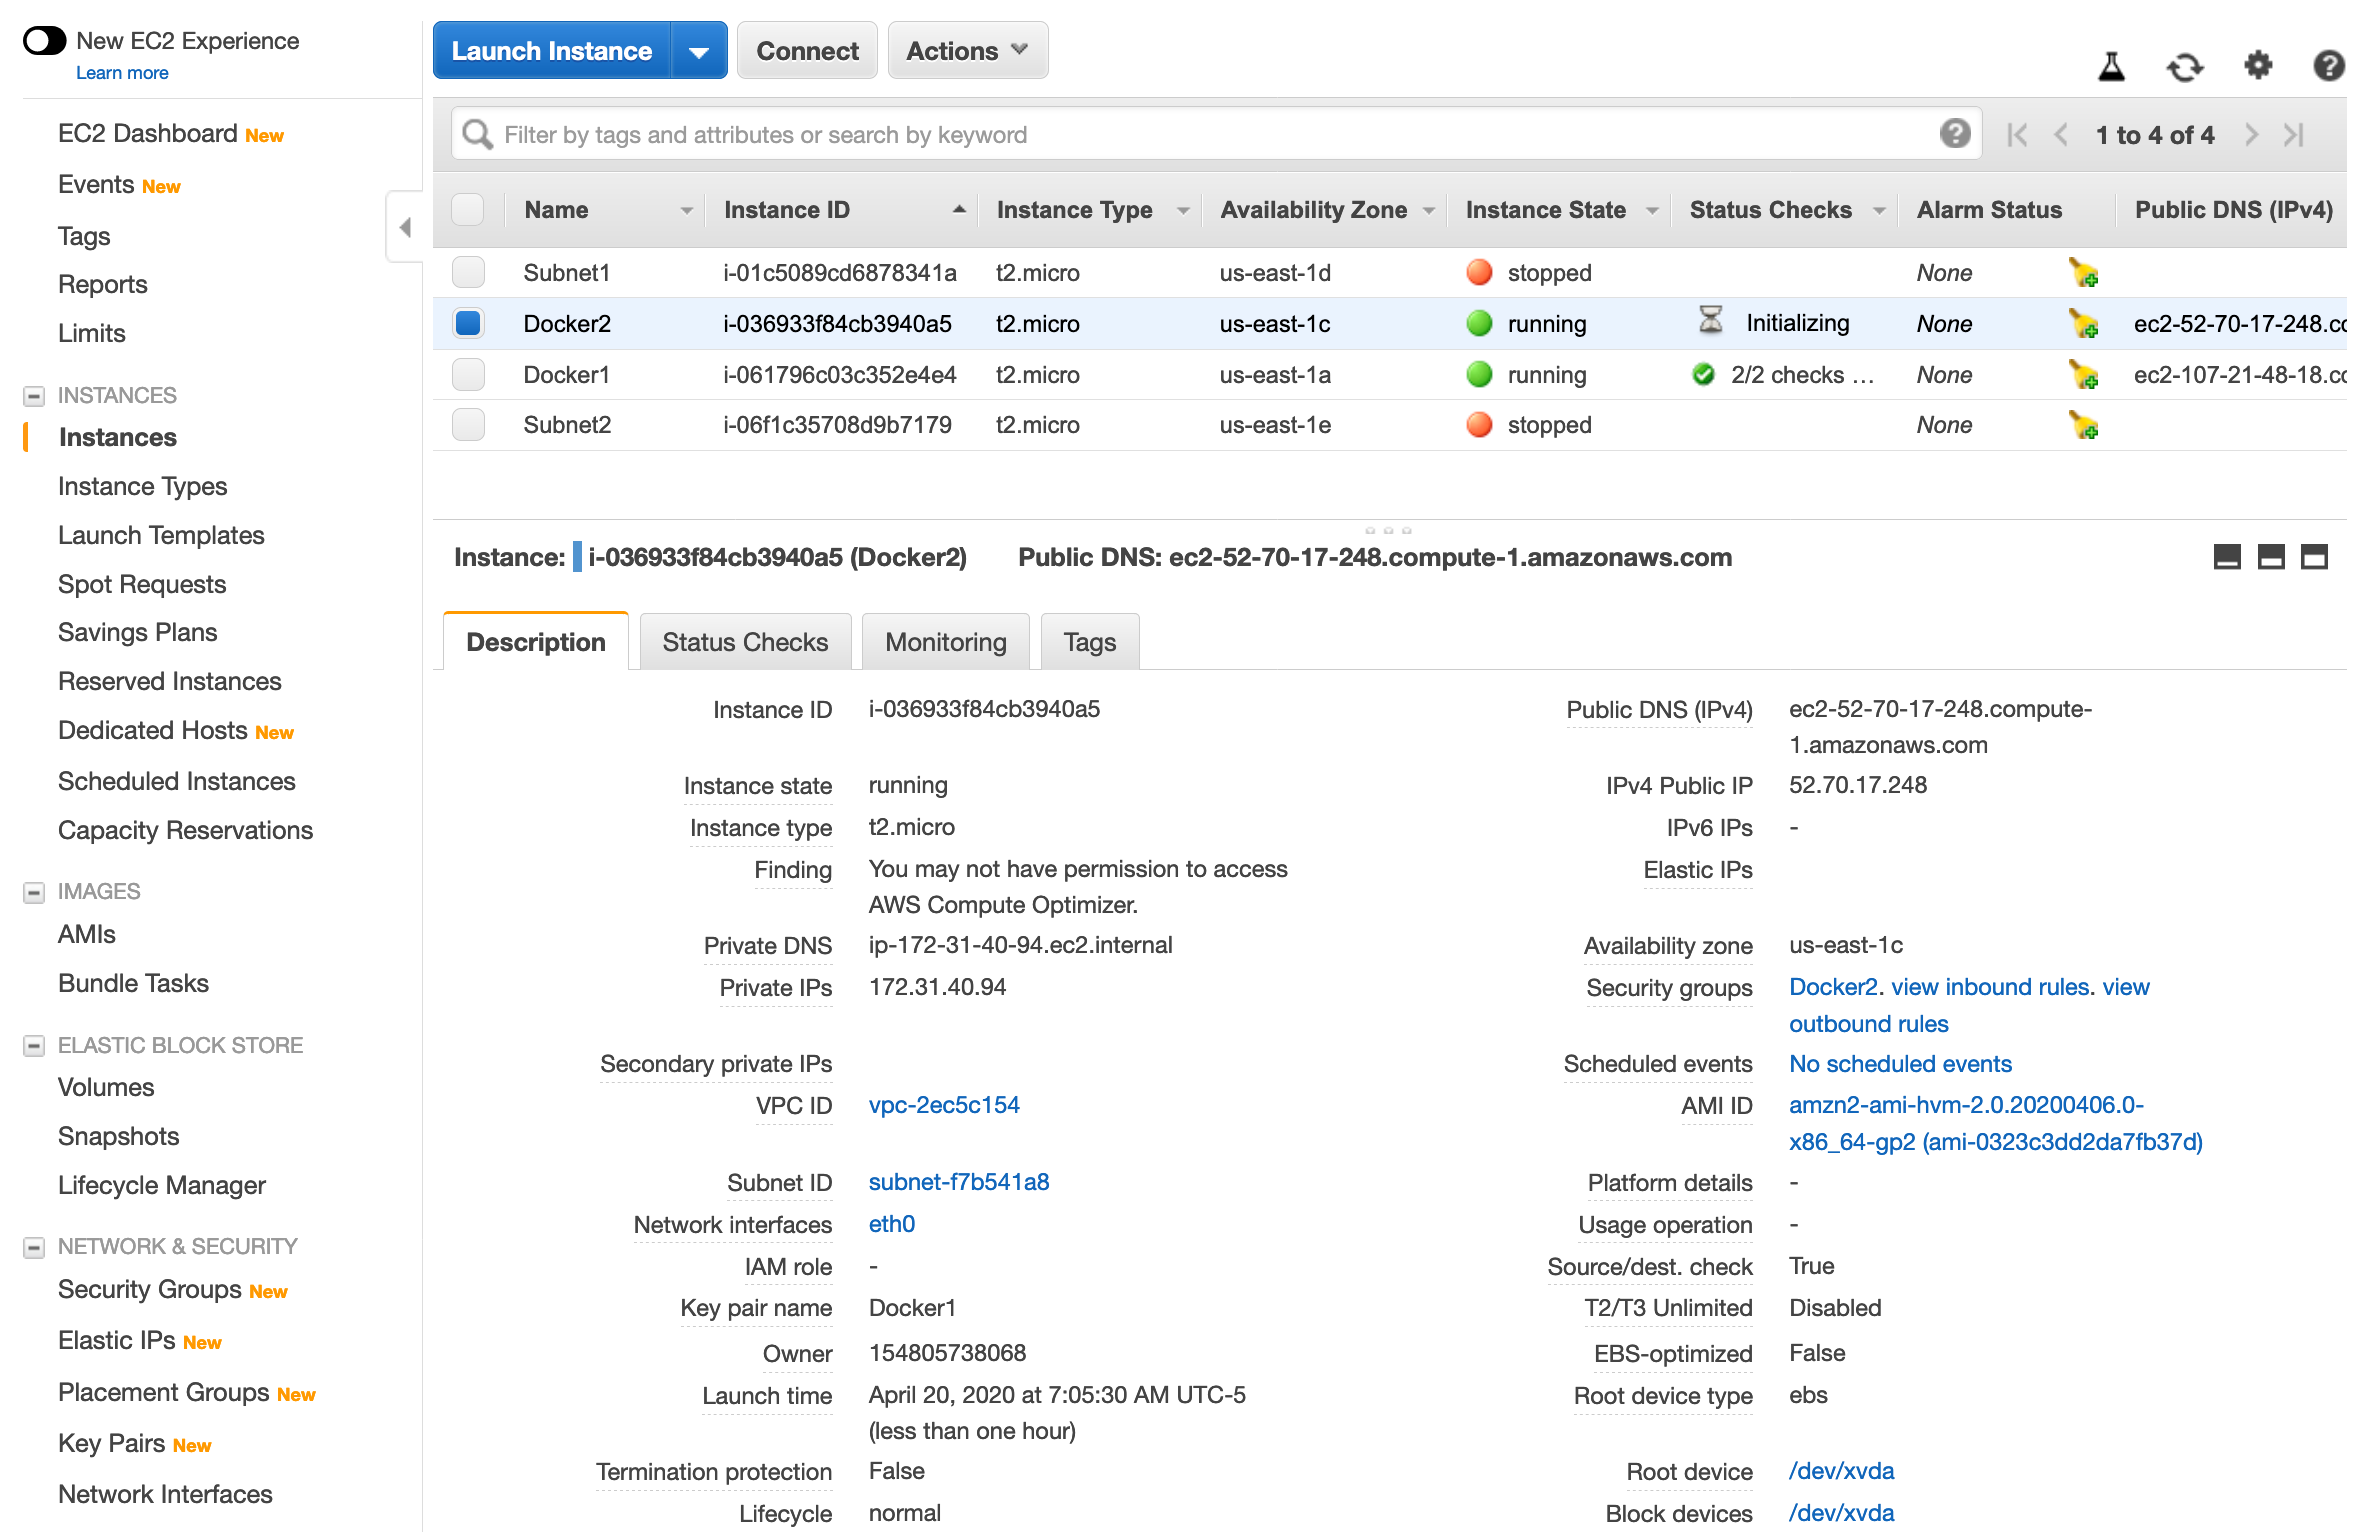 New EC2 Experience
Learn more
EC2 Dashboard New
Events New
Tags
Reports
Limits
INSTANCES
Instances
Instance Types
Launch Templates
Spot Requests
Savings Plans
Reserved Instances
Dedicated Hosts New
Scheduled Instances
Capacity Reservations
IMAGES
AMIs
Bundle Tasks
ELASTIC BLOCK STORE
Volumes
Snapshots
Lifecycle Manager
NETWORK & SECURITY
Security Groups New
Elastic IPs New
Placement Groups New
Key Pairs New
Network Interfaces
Launch Instance Connect Actions
Filter by tags and attributes or search by keyword 1 to 4 of 4
Name Instance ID Instance Type Availability Zone Instance State Status Checks Alarm Status Public DNS (IPv4)
Subnet1 i-01c5089cd6878341a t2.micro us-east-1d stopped None
Docker2 i-036933f84cb3940a5 t2.micro us-east-1c running Initializing None ec2-52-70-17-248.cc
Docker1 i-061796c03c352e4e4 t2.micro us-east-1a running 2/2 checks ... None ec2-107-21-48-18.cc
Subnet2 i-06f1c35708d9b7179 t2.micro us-east-1e stopped None
Instance: i-036933f84cb3940a5 (Docker2) Public DNS: ec2-52-70-17-248.compute-1.amazonaws.com
Description Status Checks Monitoring Tags
Instance ID i-036933f84cb3940a5
Instance state running
Instance type t2.micro
Finding You may not have permission to access
AWS Compute Optimizer.
Private DNS ip-172-31-40-94.ec2.internal
Private IPs 172.31.40.94
Secondary private IPs
VPC ID vpc-2ec5c154
Subnet ID subnet-f7b541a8
Network interfaces eth0
IAM role -
Key pair name Docker1
Owner 154805738068
Launch time April 20, 2020 at 7:05:30 AM UTC-5
(less than one hour)
Termination protection False
Lifecycle normal
Public DNS (IPv4) ec2-52-70-17-248.compute-
1.amazonaws.com
IPv4 Public IP 52.70.17.248
IPv6 IPs -
Elastic IPs
Availability zone us-east-1c
Security groups Docker2. view inbound rules. view
outbound rules
Scheduled events No scheduled events
AMI ID amzn2-ami-hvm-2.0.20200406.0-
x86_64-gp2 (ami-0323c3dd2da7fb37d)
Platform details -
Usage operation -
Source/dest. check True
T2/T3 Unlimited Disabled
EBS-optimized False
Root device type ebs
Root device /dev/xvda
Block devices /dev/xvda